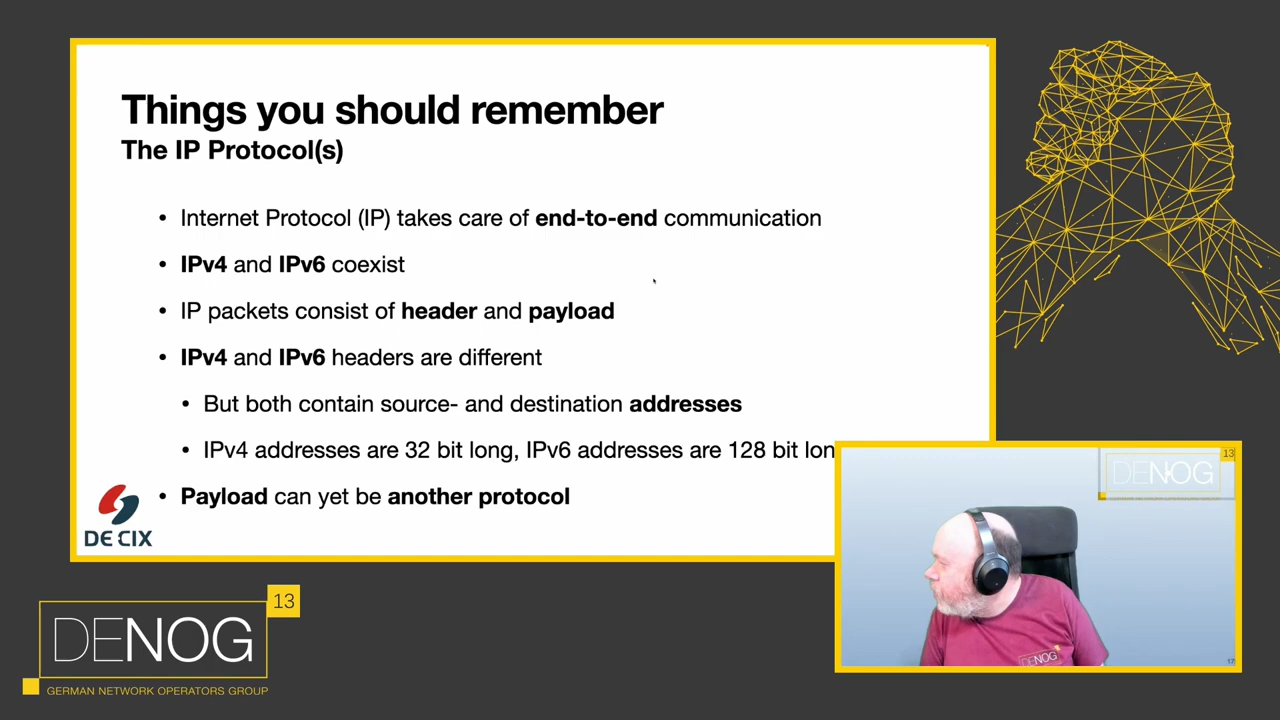 Things you should remember
The IP Protocol(s)
• Internet Protocol (IP) takes care of end-to-end communication
• IPv4 and IPv6 coexist
• IP packets consist of header and payload
• IPv4 and IPv6 headers are different
• But both contain source- and destination addresses
• IPv4 addresses are 32 bit long, IPv6 addresses are 128 bit lon
• Payload can yet be another protocol
DE CIX
13
DENOG
GERMAN NETWORK OPERATORS GROUP
13
DENOG
DENOG
17